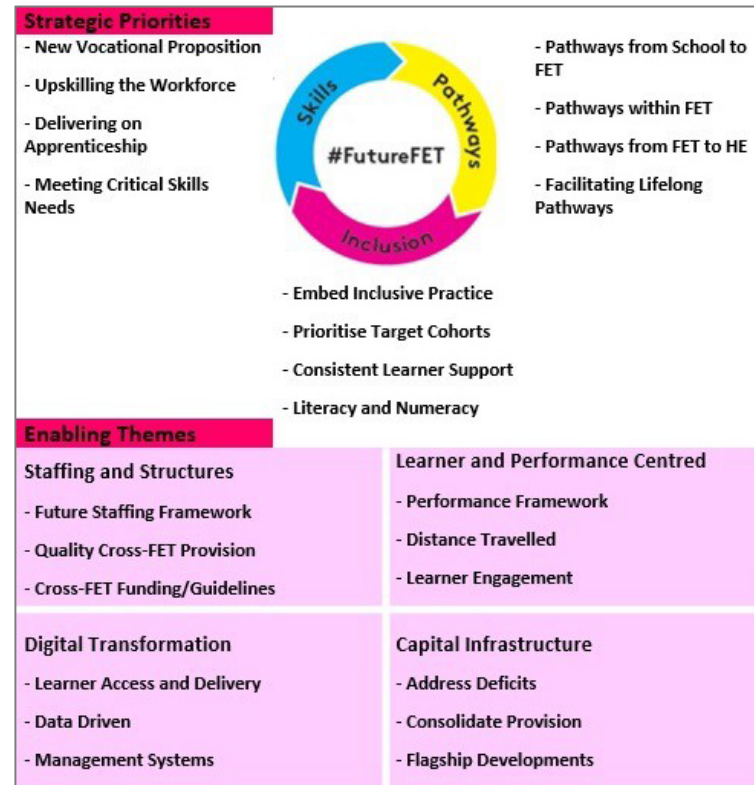 Strategic Priorities
- New Vocational Proposition
- Upskilling the Workforce
- Delivering on
Apprenticeship
- Meeting Critical Skills
Needs
Skills
Pathways
#FutureFET
Inclusion
- Pathways from School to
FET
- Pathways within FET
- Pathways from FET to HE
- Facilitating Lifelong
Pathways
- Embed Inclusive Practice
- Prioritise Target Cohorts
- Consistent Learner Support
- Literacy and Numeracy
Enabling Themes
Staffing and Structures
- Future Staffing Framework
- Quality Cross-FET Provision
- Cross-FET Funding/Guidelines
Learner and Performance Centred
- Performance Framework
- Distance Travelled
- Learner Engagement
Digital Transformation
- Learner Access and Delivery
- Data Driven
- Management Systems
Capital Infrastructure
- Address Deficits
- Consolidate Provision
- Flagship Developments